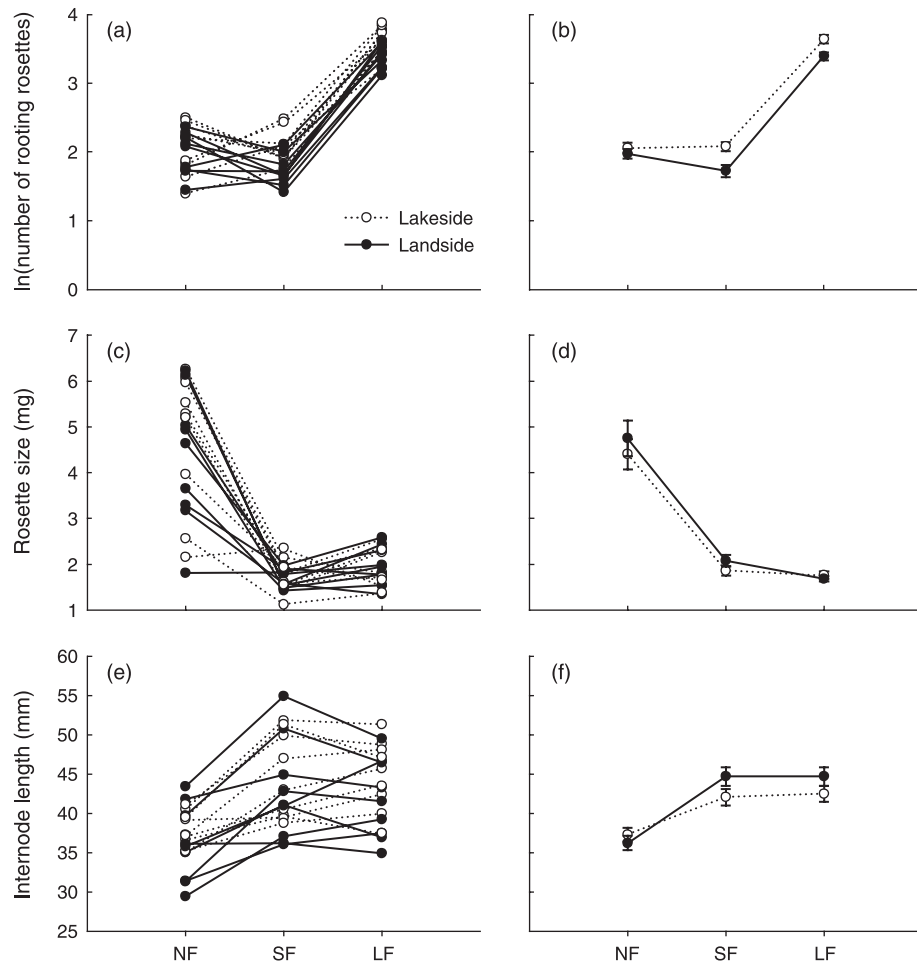 ln(number of rooting rosettes)
4
3
2
1
0
(a)
Lakeside
Landside
(b)
Rosette size (mg)
7
6
5
4
3
2
1
(c)
(d)
Internode length (mm)
60
55
50
45
40
35
30
25
(e)
(f)
NF SF LF
NF SF LF